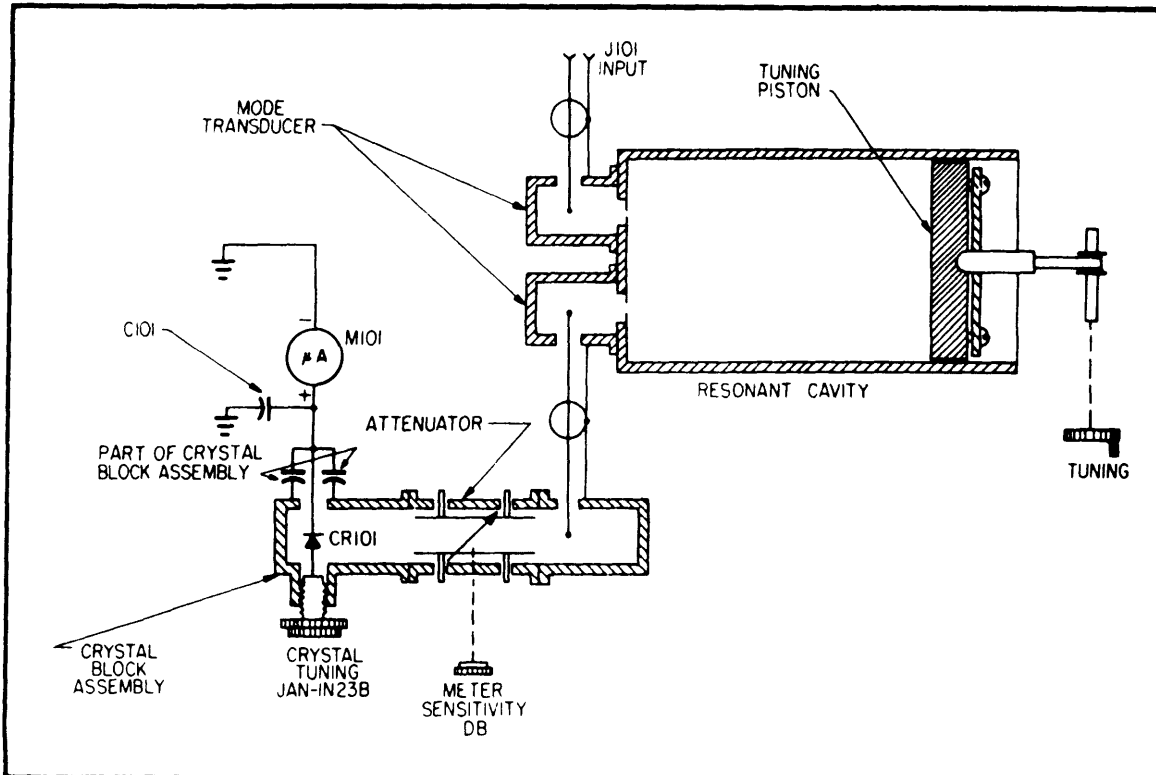 J101
INPUT
TUNING
PISTON
MODE
TRANSDUCER
C101
-
M101
μA
+
RESONANT CAVITY
ATTENUATOR
PART OF CRYSTAL
BLOCK ASSEMBLY
TUNING
CR101
CRYSTAL
BLOCK
ASSEMBLY
CRYSTAL
TUNING
JAN-IN23B
METER
SENSITIVITY
DB